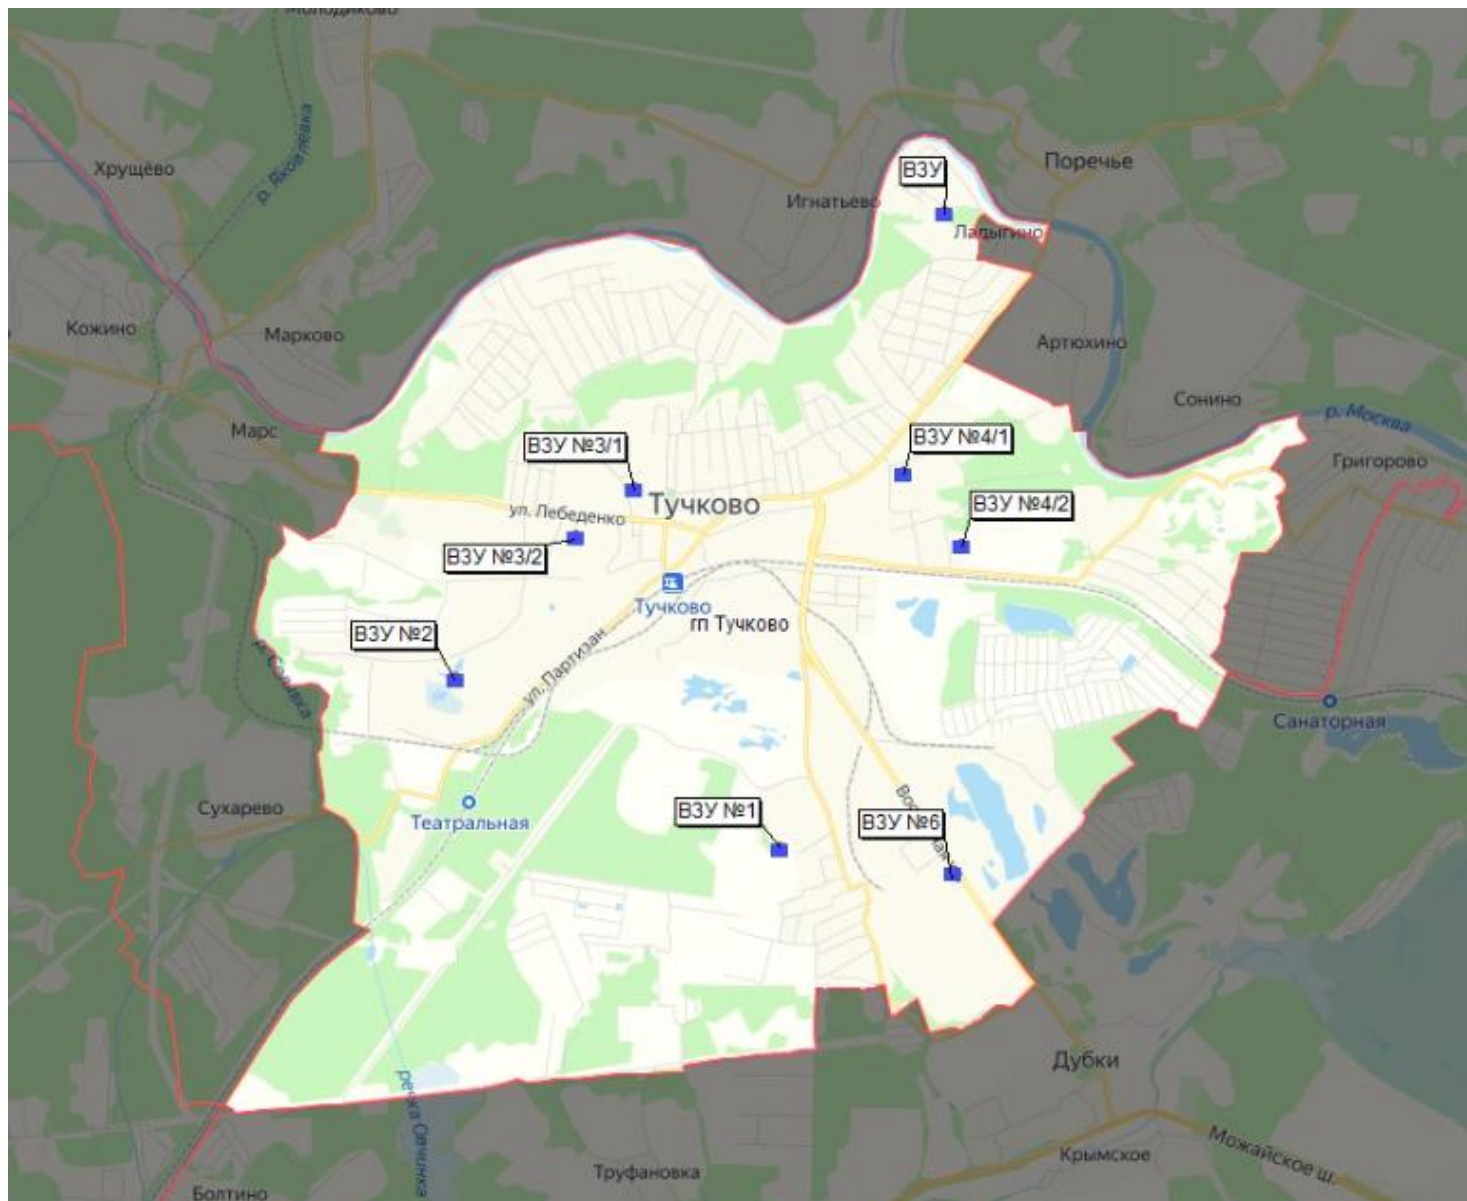 Молодиково
р. Яковлевка
Хрущёво
ВЗУ
Поречье
Игнатьево
Ладыгино
Кожино
Марково
Артюхино
Сонино
р. Москва
Марс
ВЗУ №3/1
ВЗУ №4/1
Григорово
Тучково
ул. Лебеденко
ВЗУ №4/2
ВЗУ №3/2
Тучково
гп Тучково
ВЗУ №2
ул. Партизан
Санаторная
Сухарево
Театральная
ВЗУ №1
ВЗУ №6
Дубки
речка Овчинка
Можайское ш.
Крымское
Труфановка
Болтино